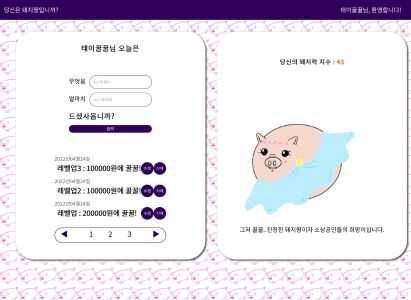 당신은 돼지짱입니까?
테이꿀꿀님, 환영합니다!
테이꿀꿀님 오늘은
무엇을
얼마치
드셨사옵니까?
2022년04월24일
레벨업3 : 100000원에 꿀꿀! 수정 삭제
2022년04월24일
레벨업2 : 100000원에 꿀꿀! 수정 삭제
2022년04월24일
레벨업 : 200000원에 꿀꿀! 수정 삭제
1 2 3
당신의 돼지력 지수 : 43
그저 꿀꿀.. 진정한 돼지짱이자 소상공인들의 희망이십니다.